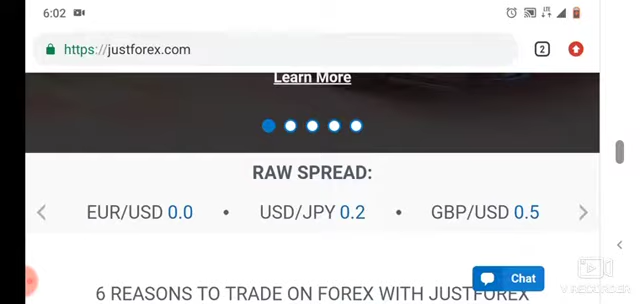 6:02
https://justforex.com
2
Learn More
RAW SPREAD:
EUR/USD 0.0 • USD/JPY 0.2 • GBP/USD 0.5
Chat
V RECORDER
6 REASONS TO TRADE ON FOREX WITH JUSTFOREX